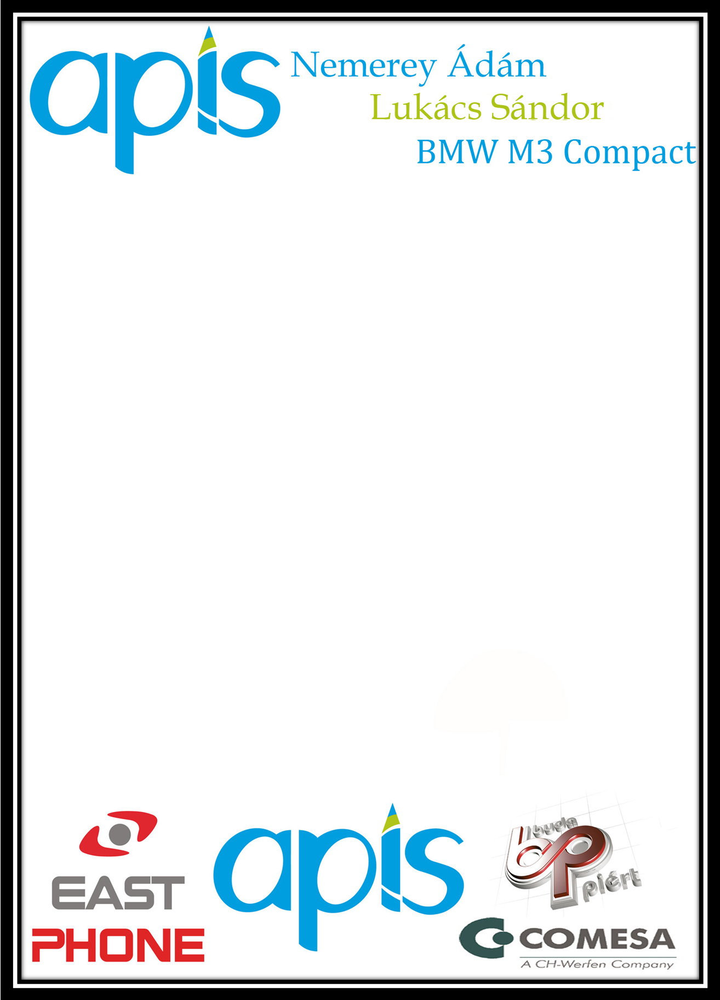 apis
Nemerey Ádám
Lukács Sándor
BMW M3 Compact
EAST
PHONE
apis
buda
bp
piért
COMESA
A CH-Werfen Company